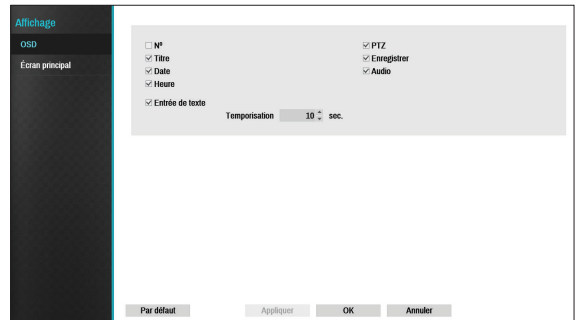 Affichage
OSD
Écran principal
Nº
Titre
Date
Heure
Entrée de texte
Temporisation 10 sec.
PTZ
Enregistrer
Audio
Par défaut
Appliquer
OK
Annuler